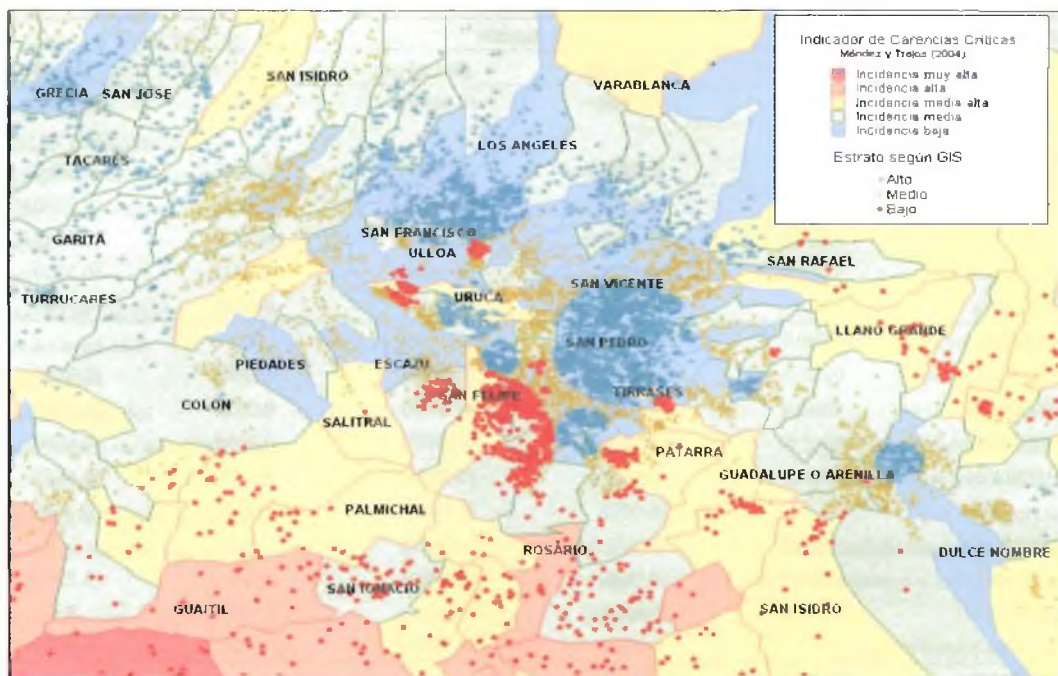 Indicador de Carencias Críticas
Méndez y Trejos (2004)
Incidencia muy alta
Incidencia alta
Incidencia media alta
Incidencia media
Incidencia baja
Estrato según GIS
Alto
Medio
Bajo
SAN ISIDRO
VARABLANCA
GRECIA
SAN JOSE
LOS ANGELES
TACARES
GARITA
SAN FRANCISCO
ULLOA
SAN RAFAEL
SAN VICENTE
TURRUCARES
URUCA
LLANO GRANDE
SAN PEDRO
PIEDADES
ESCAZU
COLON
SAN FELIPE
TIRRASES
SALITRAL
PATARRA
GUADALUPE O ARENILLA
PALMICHAL
ROSARIO
DULCE NOMBRE
SAN IGNACIO
GUAITIL
SAN ISIDRO